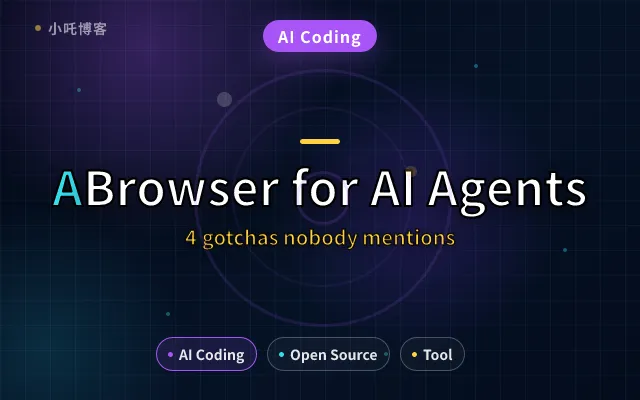 小吒博客
AI Coding
ABrowser for AI Agents
4 gotchas nobody mentions
AI Coding
Open Source
Tool